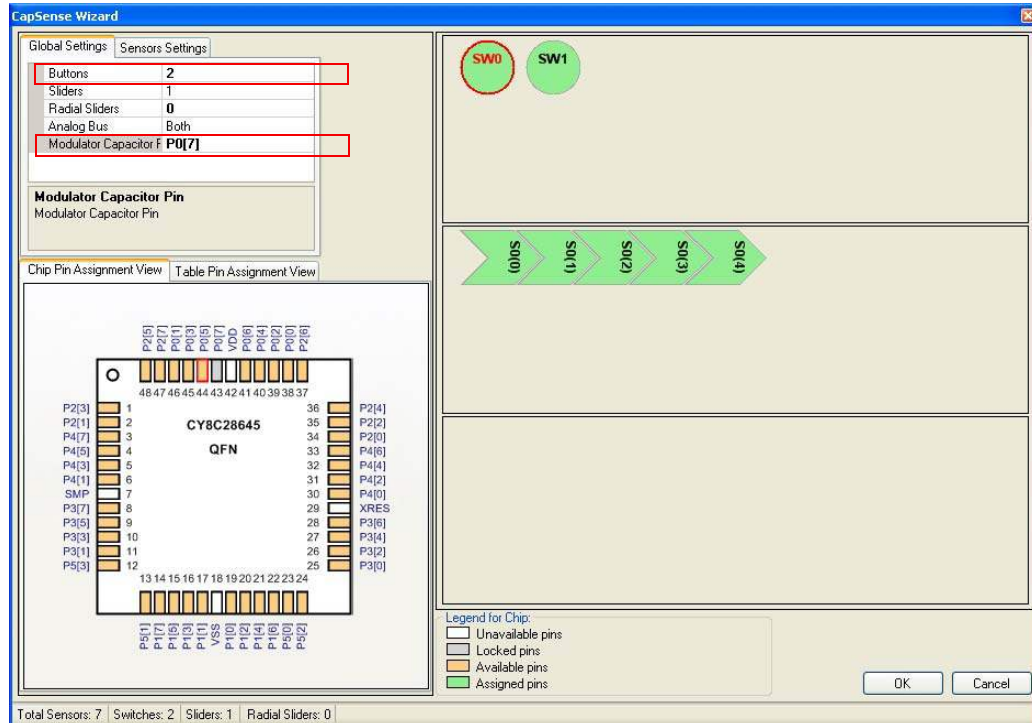 CapSense Wizard
Global Settings Sensors Settings
Buttons 2
Sliders 1
Radial Sliders 0
Analog Bus Both
Modulator Capacitor F P0[7]
Modulator Capacitor Pin
Modulator Capacitor Pin
Chip Pin Assignment View Table Pin Assignment View
P2[5] P2[7] P0[1] P0[3] P0[5] P0[7] VDD P0[6] P0[4] P0[2] P0[0] P2[6]
48 47 46 45 44 43 42 41 40 39 38 37
P2[3] 1 36 P2[4]
P2[1] 2 CY8C28645 35 P2[2]
P4[7] 3 34 P2[0]
P4[5] 4 QFN 33 P4[6]
P4[3] 5 32 P4[4]
P4[1] 6 31 P4[2]
SMP 7 30 P4[0]
P3[7] 8 29 XRES
P3[5] 9 28 P3[6]
P3[3] 10 27 P3[4]
P3[1] 11 26 P3[2]
P5[3] 12 25 P3[0]
13 14 15 16 17 18 19 20 21 22 23 24
P5[1] P1[7] P1[5] P1[3] P1[1] VSS P1[0] P1[2] P1[4] P1[6] P5[0] P5[2]
SW0 SW1
S0(0) S0(1) S0(2) S0(3) S0(4)
Legend for Chip:
Unavailable pins
Locked pins
Available pins
Assigned pins
OK Cancel
Total Sensors: 7 Switches: 2 Sliders: 1 Radial Sliders: 0